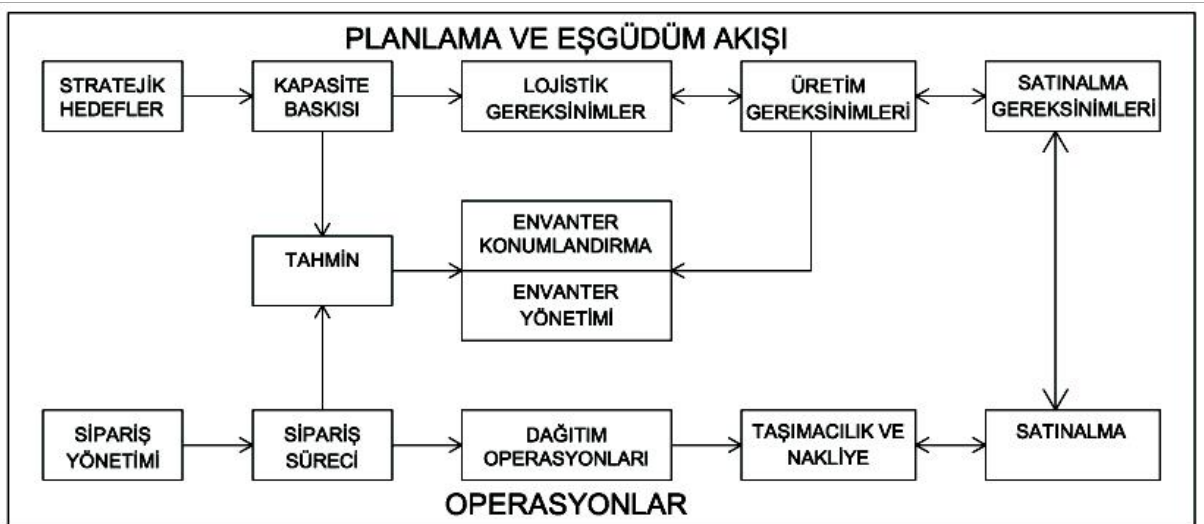 PLANLAMA VE EŞGÜDÜM AKIŞI
STRATEJİK
HEDEFLER
KAPASİTE
BASKISI
LOJİSTİK
GEREKSİNİMLER
ÜRETİM
GEREKSİNİMLERİ
SATINALMA
GEREKSİNİMLERİ
TAHMİN
ENVANTER
KONUMLANDIRMA
ENVANTER
YÖNETİMİ
SİPARİŞ
YÖNETİMİ
SİPARİŞ
SÜRECİ
DAĞITIM
OPERASYONLARI
TAŞIMACILIK VE
NAKLİYE
SATINALMA
OPERASYONLAR